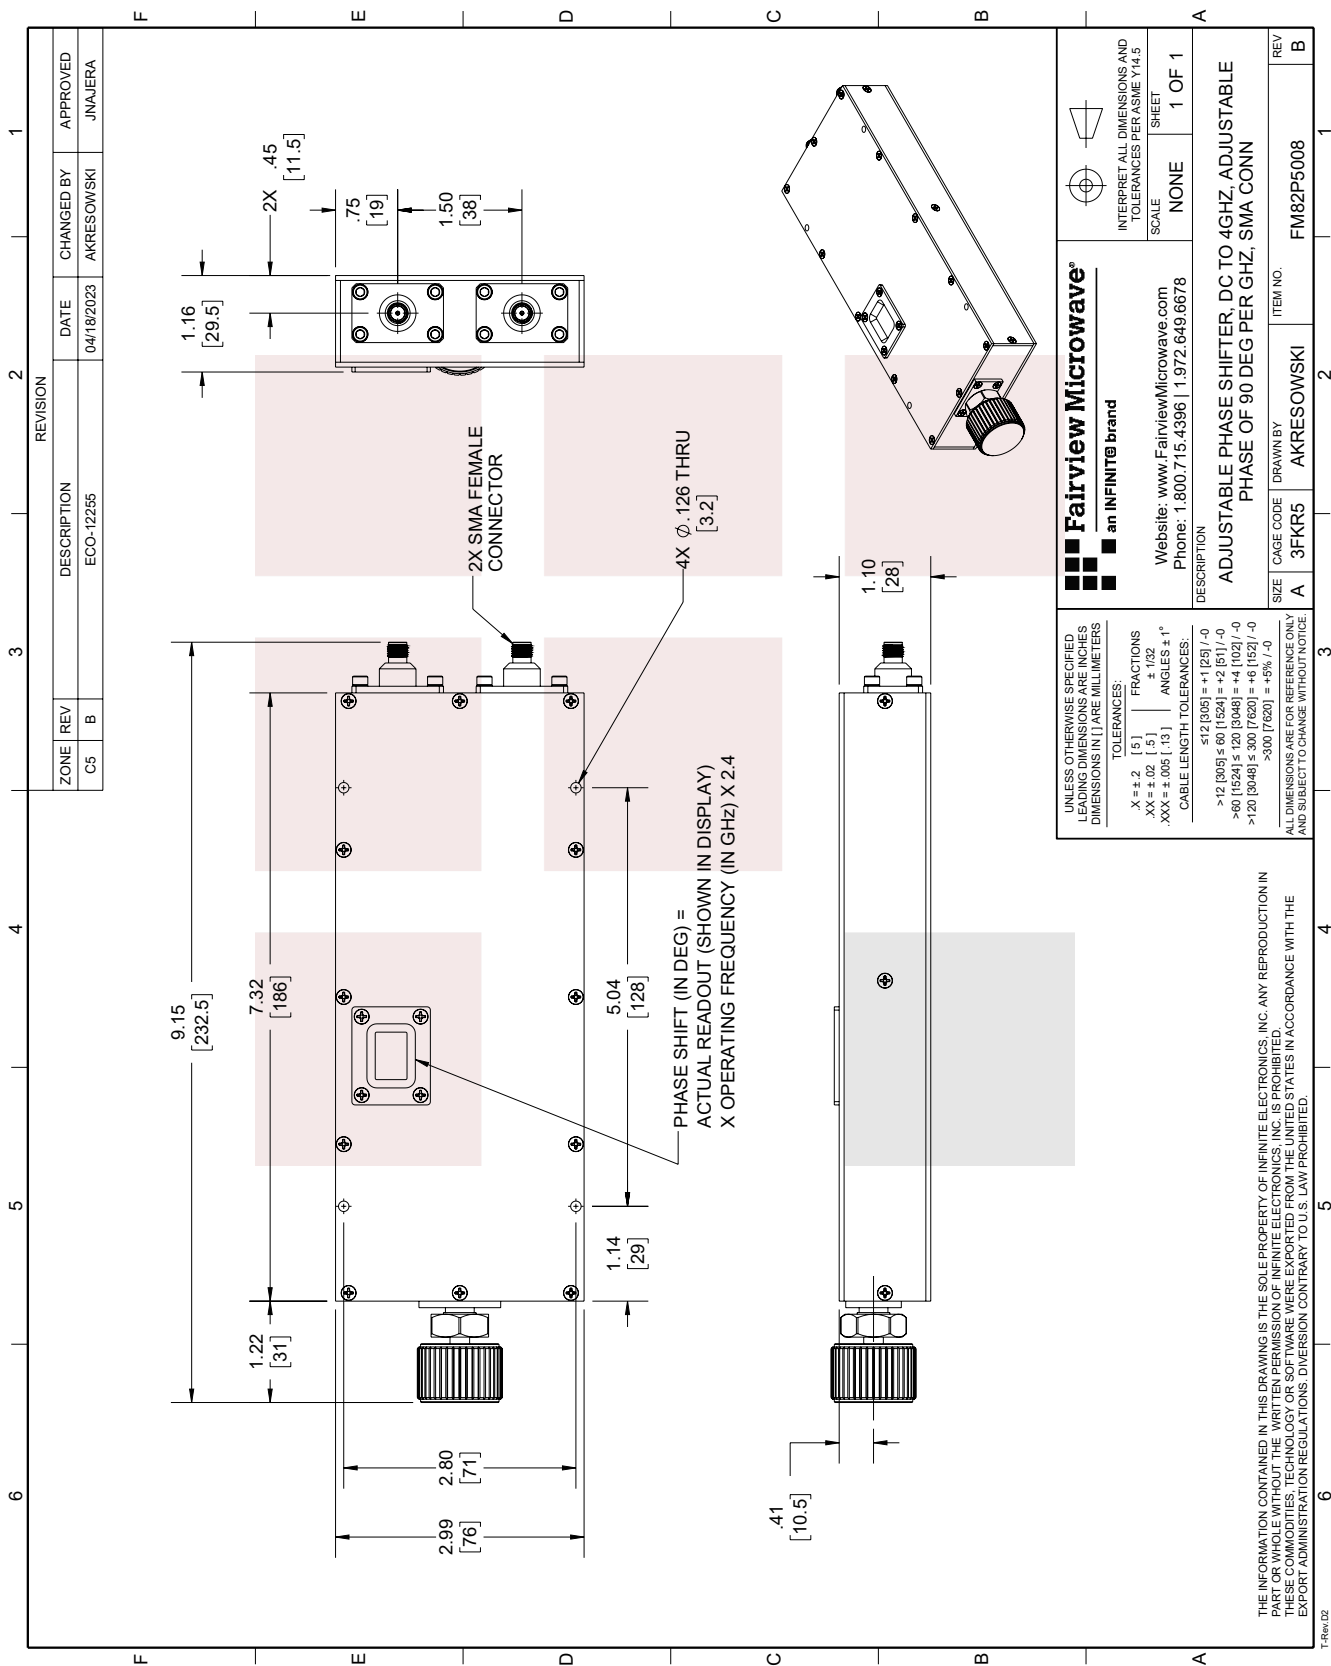 REVISION
ZONE REV DESCRIPTION DATE CHANGED BY APPROVED
C5 B ECO-12255 04/18/2023 AKRESOWSKI JNAJERA
6 5 4 3 2 1
F
E
D
C
B
A
9.15
[232.5]
1.22
[31]
7.32
[186]
2.99
[76]
2.80
[71]
1.14
[29]
5.04
[128]
1.16
[29.5]
2X .45
[11.5]
.75
[19]
1.50
[38]
2X SMA FEMALE
CONNECTOR
4X ∅.126 THRU
[3.2]
PHASE SHIFT (IN DEG) =
ACTUAL READOUT (SHOWN IN DISPLAY)
X OPERATING FREQUENCY (IN GHz) X 2.4
.41
[10.5]
1.10
[28]
UNLESS OTHERWISE SPECIFIED
LEADING DIMENSIONS ARE INCHES
DIMENSIONS IN [ ] ARE MILLIMETERS
TOLERANCES:
.X = ± .2 [ 5 ] FRACTIONS
.XX = ± .02 [ .5 ] ± 1/32
.XXX = ± .005 [ .13 ] ANGLES ± 1°
CABLE LENGTH TOLERANCES:
≤12 [305] = +1 [25] / -0
>12 [305] ≤ 60 [1524] = +2 [51] / -0
>60 [1524] ≤ 120 [3048] = +4 [102] / -0
>120 [3048] ≤ 300 [7620] = +6 [152] / -0
>300 [7620] = +5% / -0
ALL DIMENSIONS ARE FOR REFERENCE ONLY
AND SUBJECT TO CHANGE WITHOUT NOTICE.
Fairview Microwave®
an INFINIT@ brand
Website: www.FairviewMicrowave.com
Phone: 1.800.715.4396 | 1.972.649.6678
INTERPRET ALL DIMENSIONS AND
TOLERANCES PER ASME Y14.5
SCALE SHEET
NONE 1 OF 1
DESCRIPTION
ADJUSTABLE PHASE SHIFTER, DC TO 4GHZ, ADJUSTABLE
PHASE OF 90 DEG PER GHZ, SMA CONN
SIZE CAGE CODE DRAWN BY ITEM NO. REV
A 3FKR5 AKRESOWSKI FM82P5008 B
THE INFORMATION CONTAINED IN THIS DRAWING IS THE SOLE PROPERTY OF INFINITE ELECTRONICS, INC. ANY REPRODUCTION IN
PART OR WHOLE WITHOUT THE WRITTEN PERMISSION OF INFINITE ELECTRONICS, INC. IS PROHIBITED.
THESE COMMODITIES, TECHNOLOGY OR SOFTWARE WERE EXPORTED FROM THE UNITED STATES IN ACCORDANCE WITH THE
EXPORT ADMINISTRATION REGULATIONS. DIVERSION CONTRARY TO U.S. LAW PROHIBITED.
6 5 4 3 2 1
F
E
D
C
B
A
T-Rev.D2